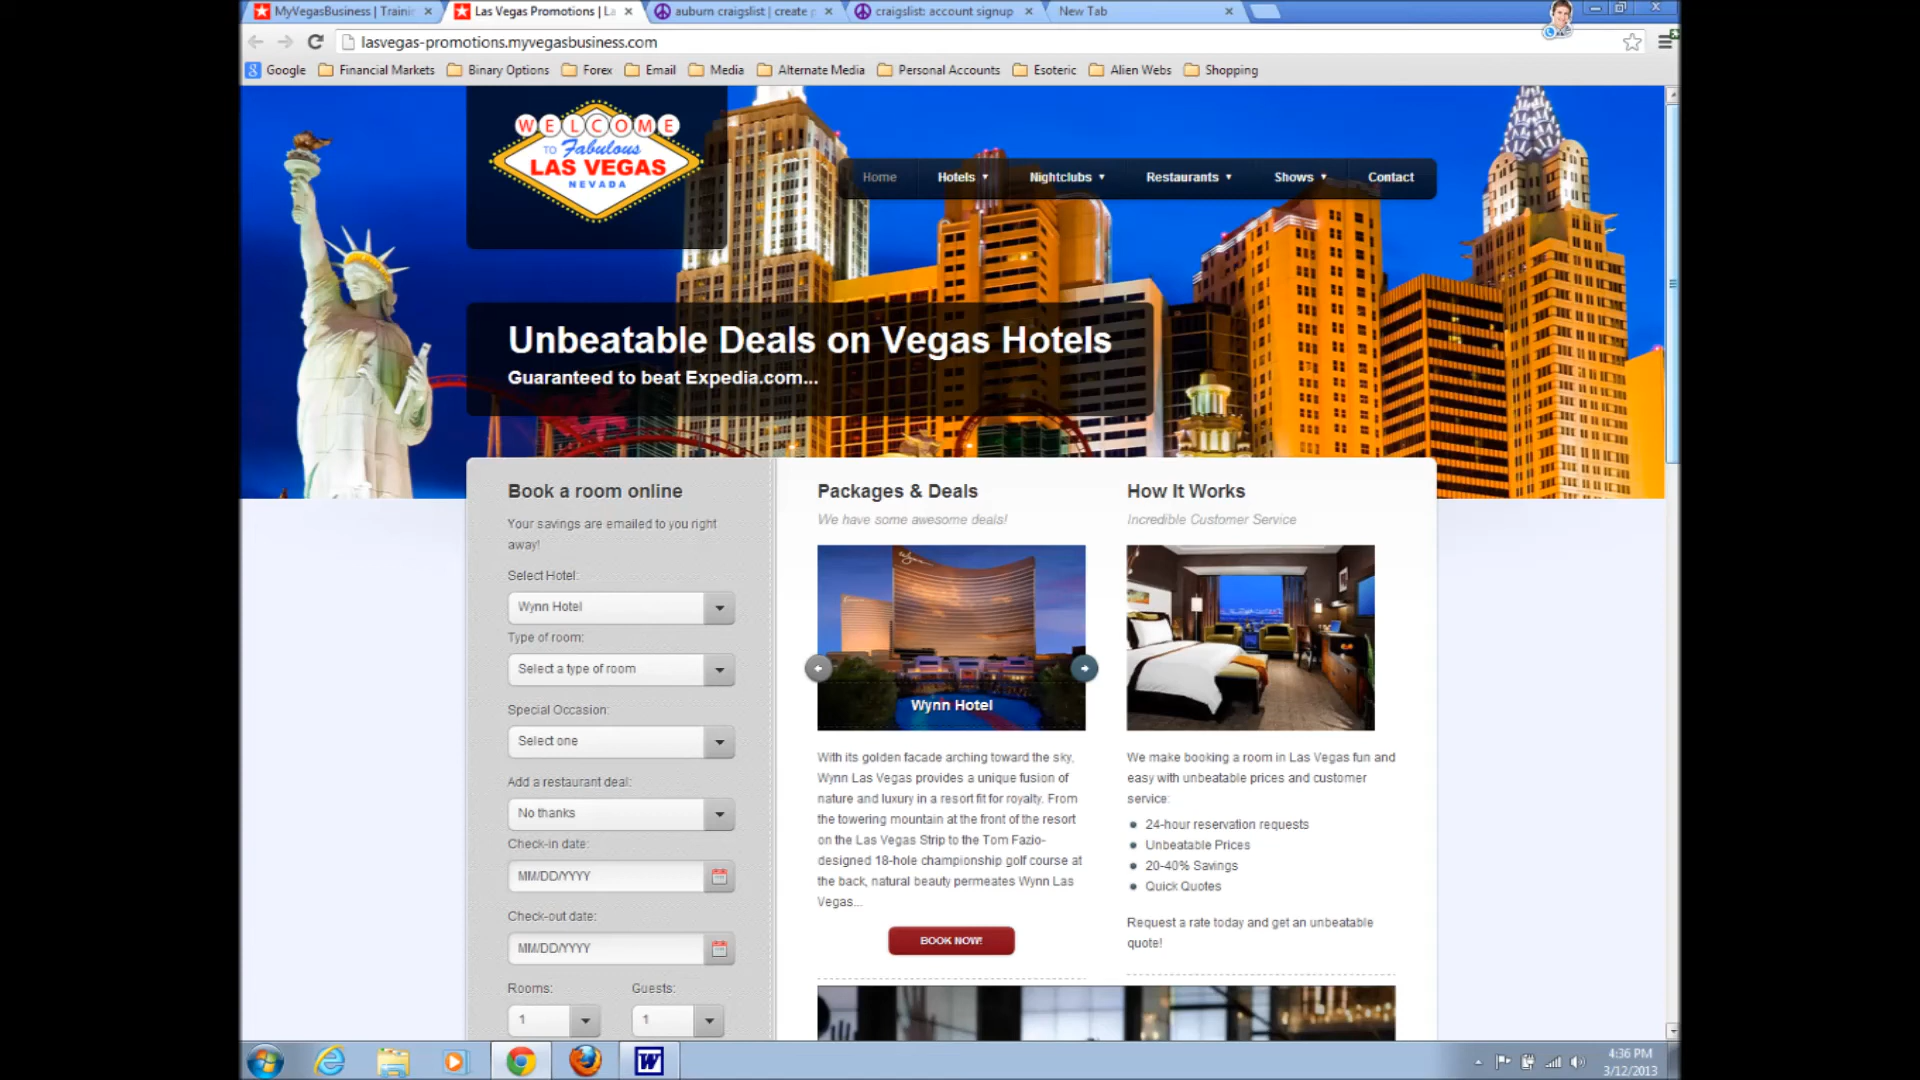 MyVegasBusiness | Trainin
Las Vegas Promotions | La
auburn craigslist | create p
craigslist: account signup
New Tab
lasvegas-promotions.myvegasbusiness.com
Google
Financial Markets
Binary Options
Forex
Email
Media
Alternate Media
Personal Accounts
Esoteric
Alien Webs
Shopping
WELCOME
TO Fabulous
LAS VEGAS
NEVADA
Home
Hotels
Nightclubs
Restaurants
Shows
Contact
Unbeatable Deals on Vegas Hotels
Guaranteed to beat Expedia.com...
Book a room online
Your savings are emailed to you right
away!
Select Hotel:
Wynn Hotel
Type of room:
Select a type of room
Special Occasion:
Select one
Add a restaurant deal:
No thanks
Check-in date:
MM/DD/YYYY
Check-out date:
MM/DD/YYYY
Rooms:
Guests:
1
1
Packages & Deals
We have some awesome deals!
Wynn
Wynn Hotel
With its golden facade arching toward the sky,
Wynn Las Vegas provides a unique fusion of
nature and luxury in a resort fit for royalty. From
the towering mountain at the front of the resort
on the Las Vegas Strip to the Tom Fazio-
designed 18-hole championship golf course at
the back, natural beauty permeates Wynn Las
Vegas...
BOOK NOW!
How It Works
Incredible Customer Service
We make booking a room in Las Vegas fun and
easy with unbeatable prices and customer
service:
24-hour reservation requests
Unbeatable Prices
20-40% Savings
Quick Quotes
Request a rate today and get an unbeatable
quote!
4:36 PM
3/12/2013